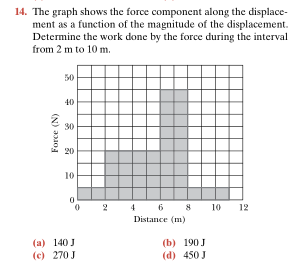 14. The graph shows the force component along the displace-
ment as a function of the magnitude of the displacement.
Determine the work done by the force during the interval
from 2 m to 10 m.
50
40
30
20
10
0
Force (N)
0 2 4 6 8 10 12
Distance (m)
(a) 140 J (b) 190 J
(c) 270 J (d) 450 J